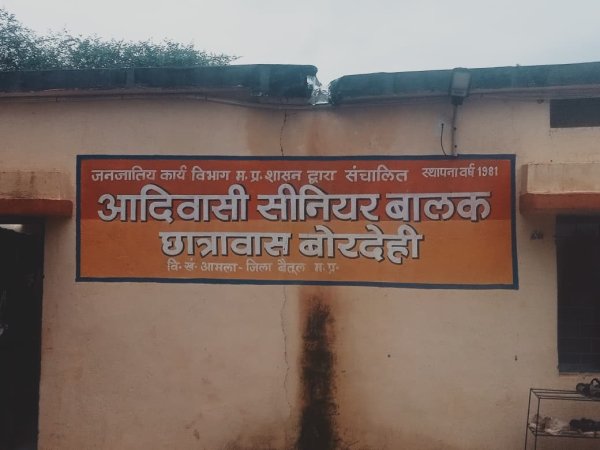 जनजातिय कार्य विभाग म.प्र.शासन द्वारा संचालित स्थापना वर्ष 1981
आदिवासी सीनियर बालक
छात्रावास बोरदेही
वि.खं.आमला-जिला बैतूल म.प्र.